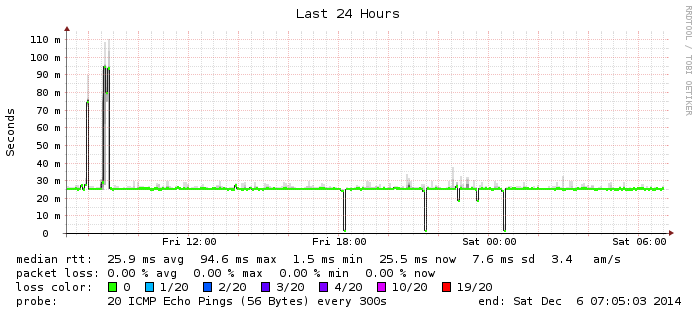 Last 24 Hours
RRDTOOL / TOBI OETIKER
Seconds
110 m
100 m
90 m
80 m
70 m
60 m
50 m
40 m
30 m
20 m
10 m
0
Fri 12:00 Fri 18:00 Sat 00:00 Sat 06:00
median rtt: 25.9 ms avg 94.6 ms max 1.5 ms min 25.5 ms now 7.6 ms sd 3.4 am/s
packet loss: 0.00 % avg 0.00 % max 0.00 % min 0.00 % now
loss color: 0 1/20 2/20 3/20 4/20 10/20 19/20
probe: 20 ICMP Echo Pings (56 Bytes) every 300s end: Sat Dec 6 07:05:03 2014